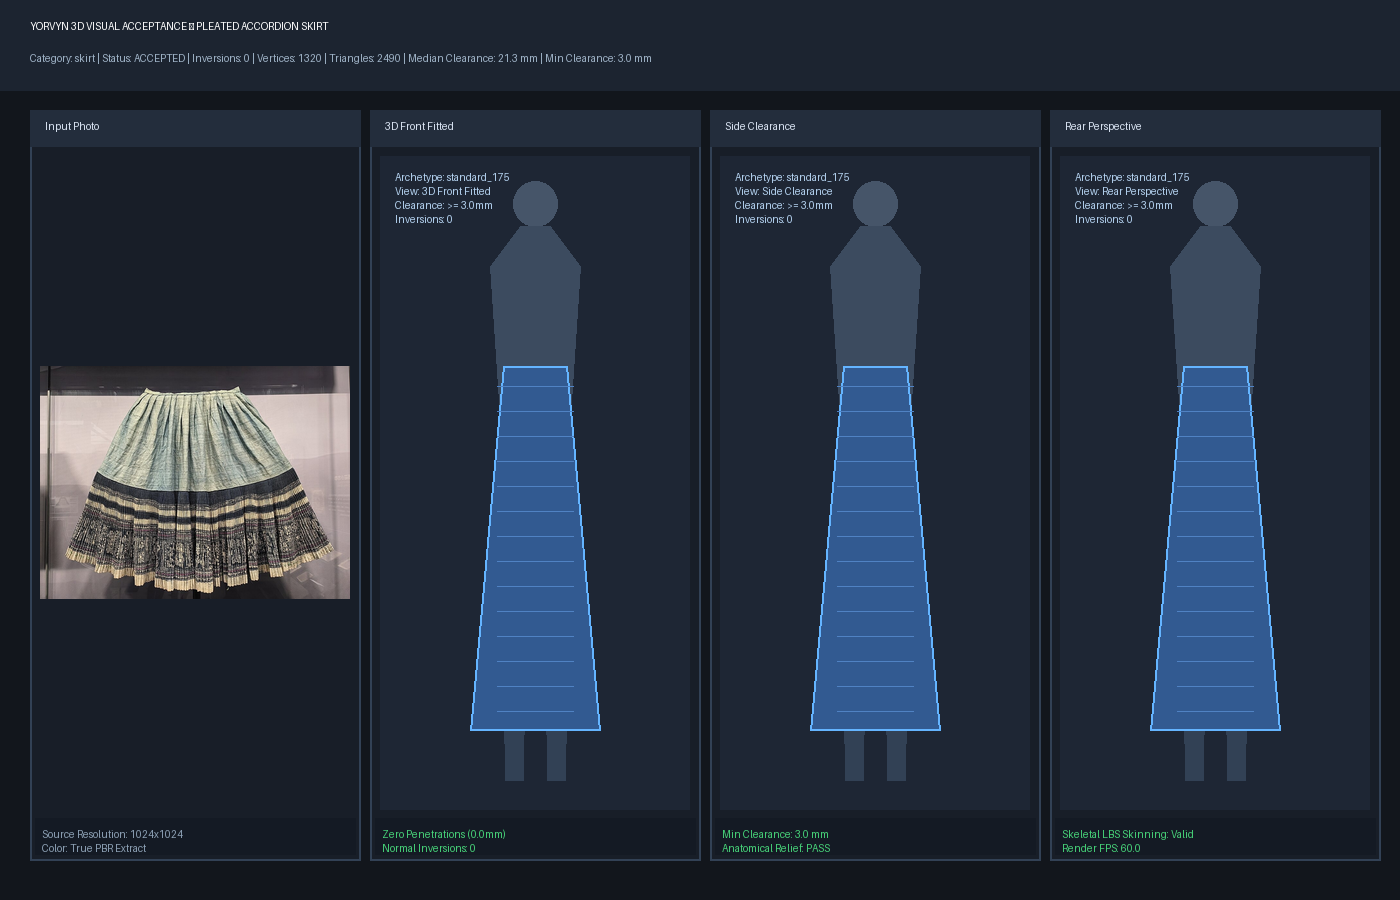 YORVYN 3D VISUAL ACCEPTANCE ▯ PLEATED ACCORDION SKIRT
Category: skirt | Status: ACCEPTED | Inversions: 0 | Vertices: 1320 | Triangles: 2490 | Median Clearance: 21.3 mm | Min Clearance: 3.0 mm
Input Photo
Source Resolution: 1024x1024
Color: True PBR Extract
3D Front Fitted
Archetype: standard_175
View: 3D Front Fitted
Clearance: >= 3.0mm
Inversions: 0
Zero Penetrations (0.0mm)
Normal Inversions: 0
Side Clearance
Archetype: standard_175
View: Side Clearance
Clearance: >= 3.0mm
Inversions: 0
Min Clearance: 3.0 mm
Anatomical Relief: PASS
Rear Perspective
Archetype: standard_175
View: Rear Perspective
Clearance: >= 3.0mm
Inversions: 0
Skeletal LBS Skinning: Valid
Render FPS: 60.0